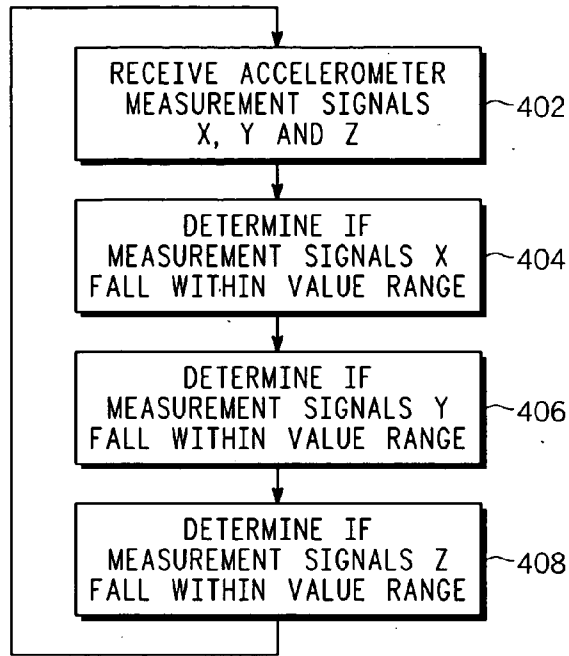 RECEIVE ACCELEROMETER
MEASUREMENT SIGNALS
X, Y AND Z
402
DETERMINE IF
MEASUREMENT SIGNALS X
FALL WITHIN VALUE RANGE
404
DETERMINE IF
MEASUREMENT SIGNALS Y
FALL WITHIN VALUE RANGE
406
DETERMINE IF
MEASUREMENT SIGNALS Z
FALL WITHIN VALUE RANGE
408